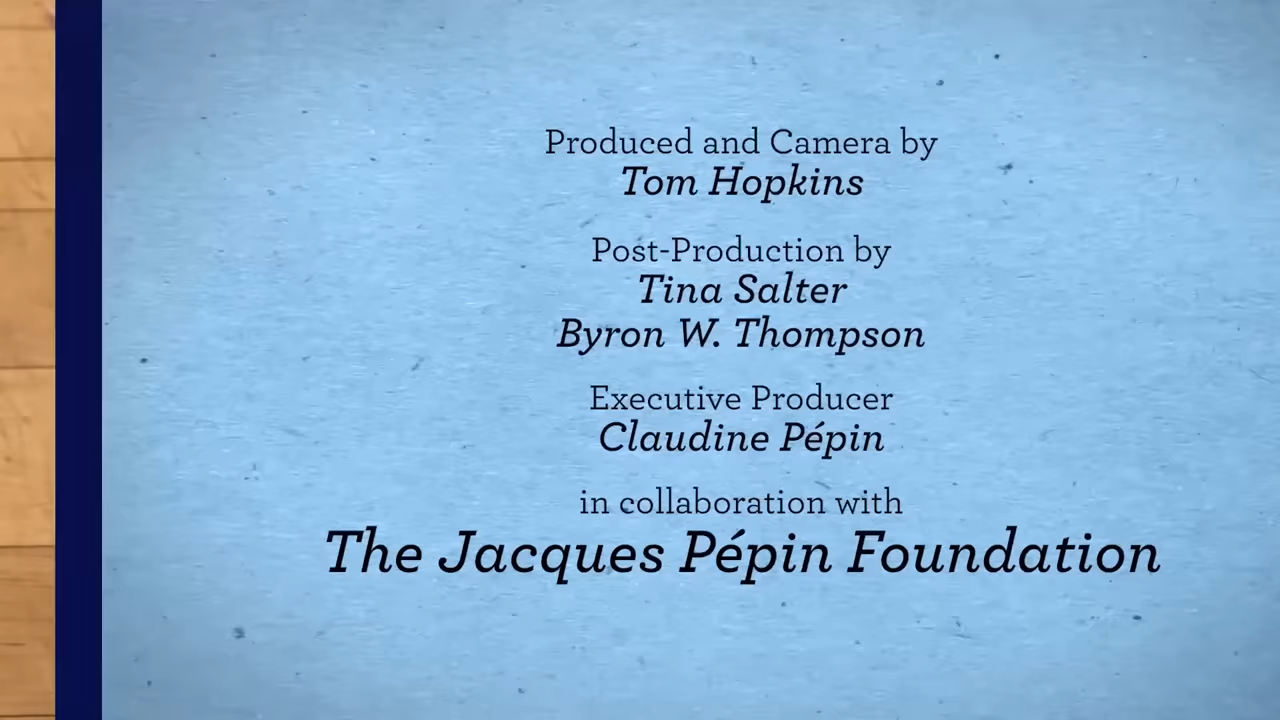 Produced and Camera by
Tom Hopkins
Post-Production by
Tina Salter
Byron W. Thompson
Executive Producer
Claudine Pépin
in collaboration with
The Jacques Pépin Foundation